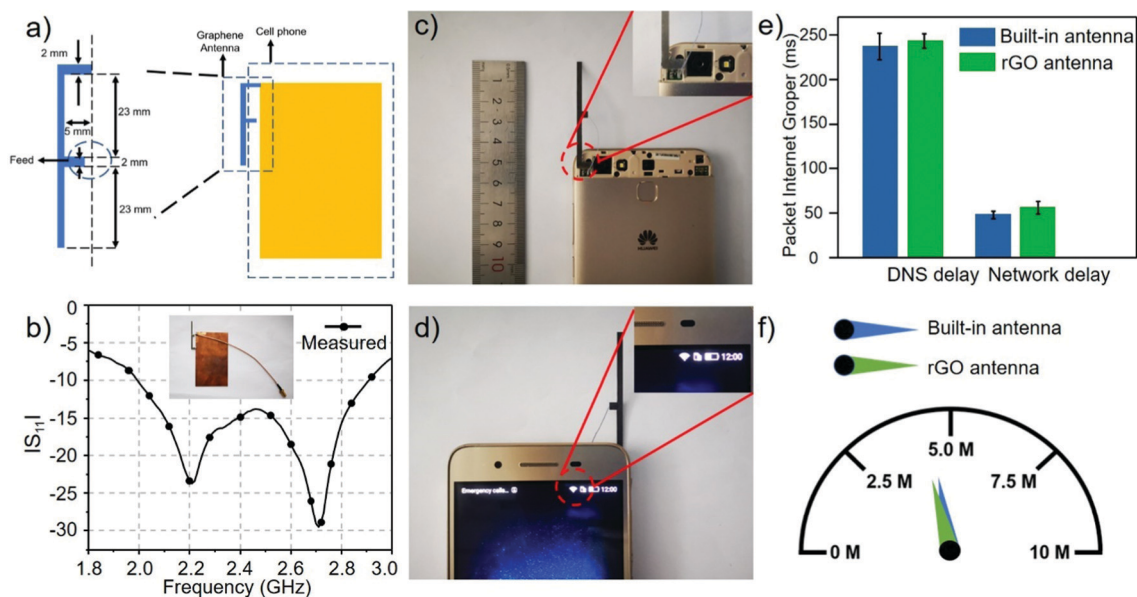 a)
Graphene
Antenna
Cell phone
2 mm
5 mm
23 mm
Feed
2 mm
23 mm
b)
0
-5
-10
-15
-20
-25
-30
|S11|
Measured
1.8 2.0 2.2 2.4 2.6 2.8 3.0
Frequency (GHz)
c)
1
2
3
4
5
6
7
8
9
10
HUAWEI
d)
12:00
Emergency calls...
12:00
e)
Packet Internet Groper (ms)
250
200
150
100
50
0
Built-in antenna
rGO antenna
DNS delay Network delay
f)
Built-in antenna
rGO antenna
0 M
2.5 M
5.0 M
7.5 M
10 M